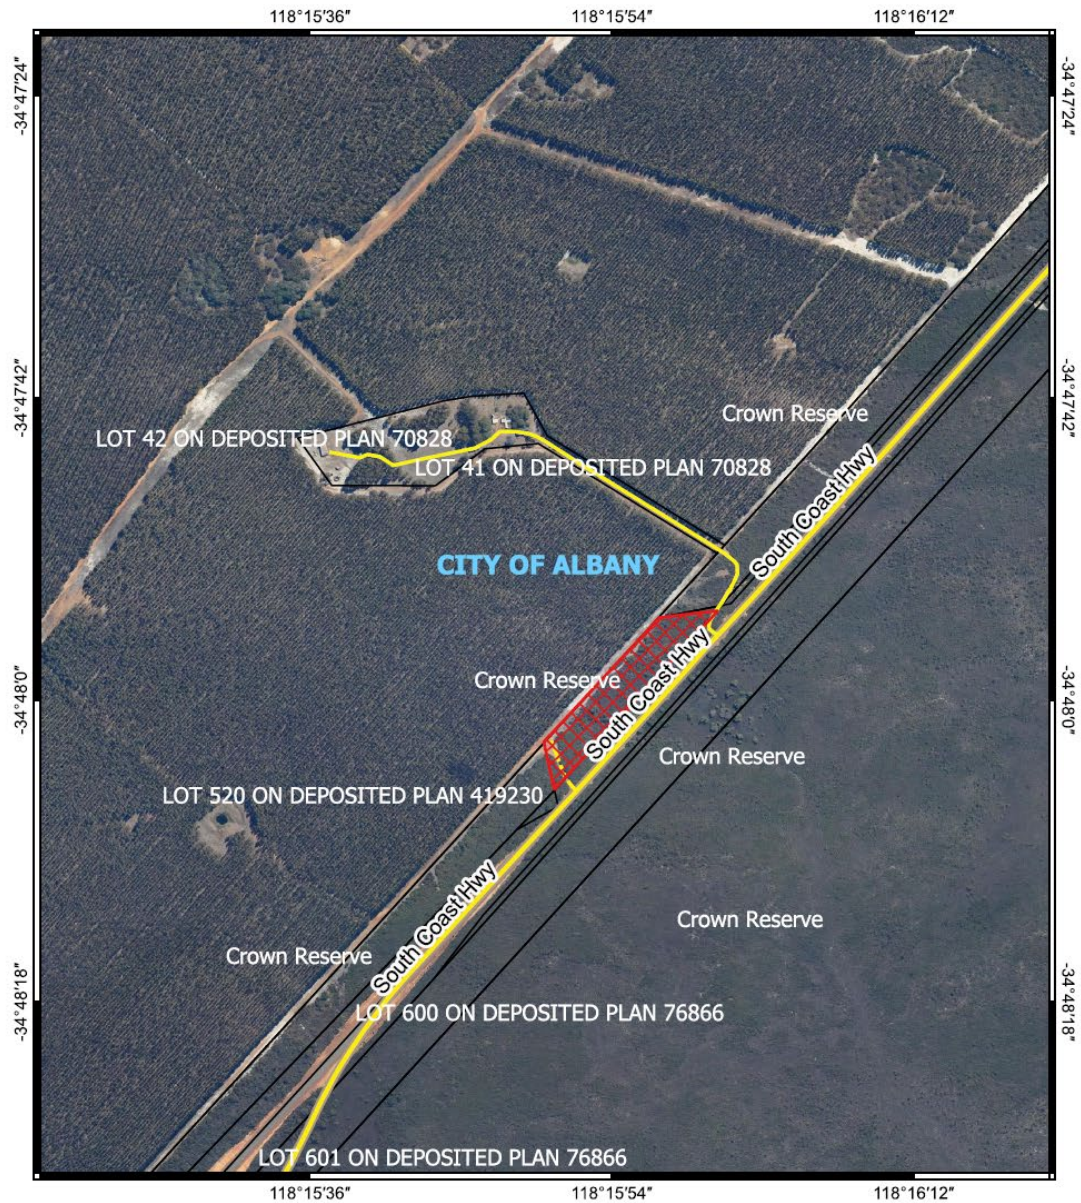 118°15'36"
118°15'54"
118°16'12"
-34°47'24"
-34°47'24"
-34°47'42"
-34°47'42"
Crown Reserve
LOT 42 ON DEPOSITED PLAN 70828
LOT 41 ON DEPOSITED PLAN 70828
South Coast Hwy
CITY OF ALBANY
Crown Reserve
South Coast Hwy
-34°48'0"
-34°48'0"
Crown Reserve
LOT 520 ON DEPOSITED PLAN 419230
South Coast Hwy
Crown Reserve
Crown Reserve
-34°48'18"
-34°48'18"
LOT 600 ON DEPOSITED PLAN 76866
LOT 601 ON DEPOSITED PLAN 76866
118°15'36"
118°15'54"
118°16'12"